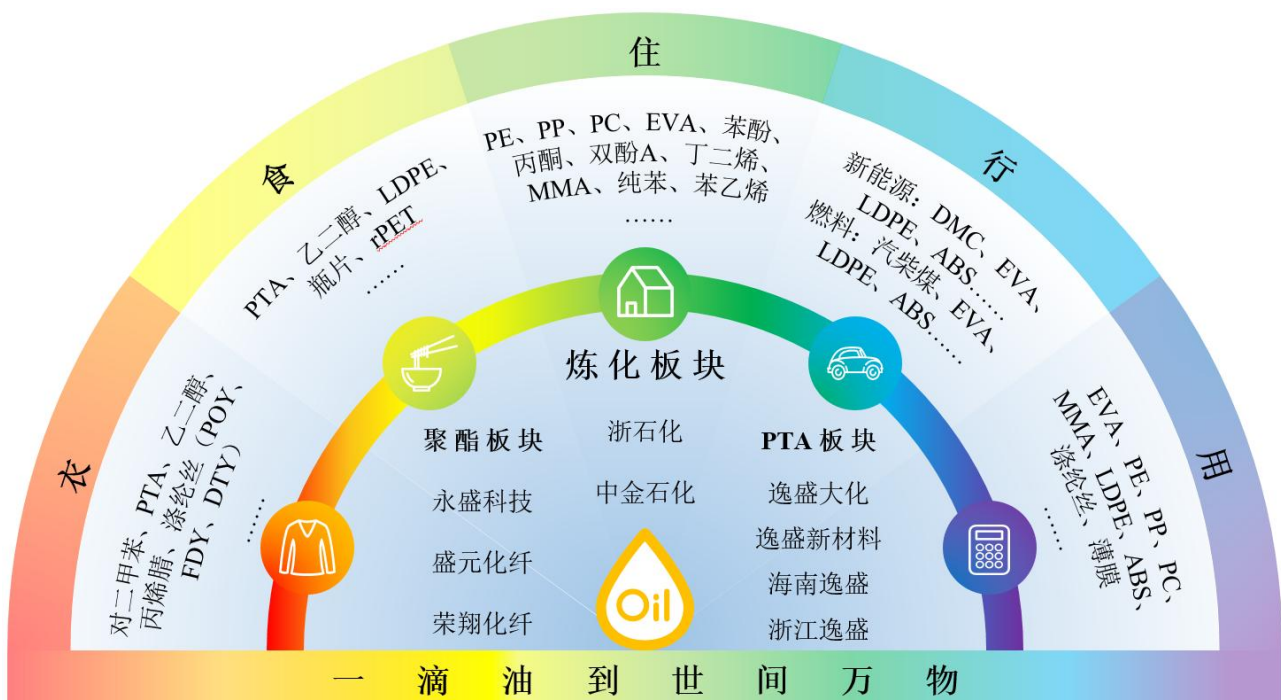 衣
对二甲苯、PTA、乙二醇、
丙烯腈、涤纶丝（POY、
FDY、DTY）
……
食
PTA、乙二醇、LDPE、
瓶片、rPET
……
住
PE、PP、PC、EVA、苯酚、
丙酮、双酚A、丁二烯、
MMA、纯苯、苯乙烯
……
行
新能源：DMC、EVA、
LDPE、ABS……
燃料：汽柴煤、EVA、
LDPE、ABS……
用
EVA、PE、PP、PC、
MMA、LDPE、ABS、
涤纶丝、薄膜
……
炼化板块
浙石化
中金石化
聚酯板块
永盛科技
盛元化纤
荣翔化纤
PTA板块
逸盛大化
逸盛新材料
海南逸盛
浙江逸盛
Oil
一滴油到世间万物